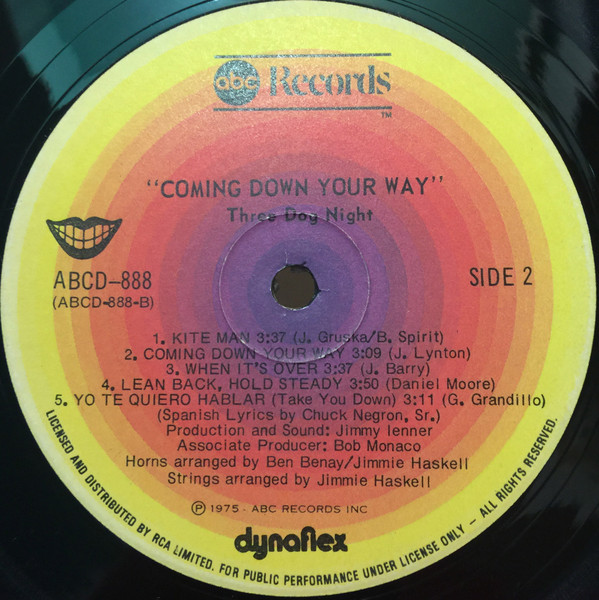 abc Records
TM
"COMING DOWN YOUR WAY"
Three Dog Night
ABCD-888
(ABCD-888-B)
SIDE 2
1. KITE MAN 3:37 (J. Gruska/B. Spirit)
2. COMING DOWN YOUR WAY 3:09 (J. Lynton)
3. WHEN IT'S OVER 3:37 (J. Barry)
4. LEAN BACK, HOLD STEADY 3:50 (Daniel Moore)
5. YO TE QUIERO HABLAR (Take You Down) 3:11 (G. Grandillo)
(Spanish Lyrics by Chuck Negron, Sr.)
Production and Sound: Jimmy Ienner
Associate Producer: Bob Monaco
Horns arranged by Ben Benay/Jimmie Haskell
Strings arranged by Jimmie Haskell
Ⓟ 1975 - ABC RECORDS INC
dynaflex
LICENSED AND DISTRIBUTED BY RCA LIMITED. FOR PUBLIC PERFORMANCE UNDER LICENSE ONLY — ALL RIGHTS RESERVED.